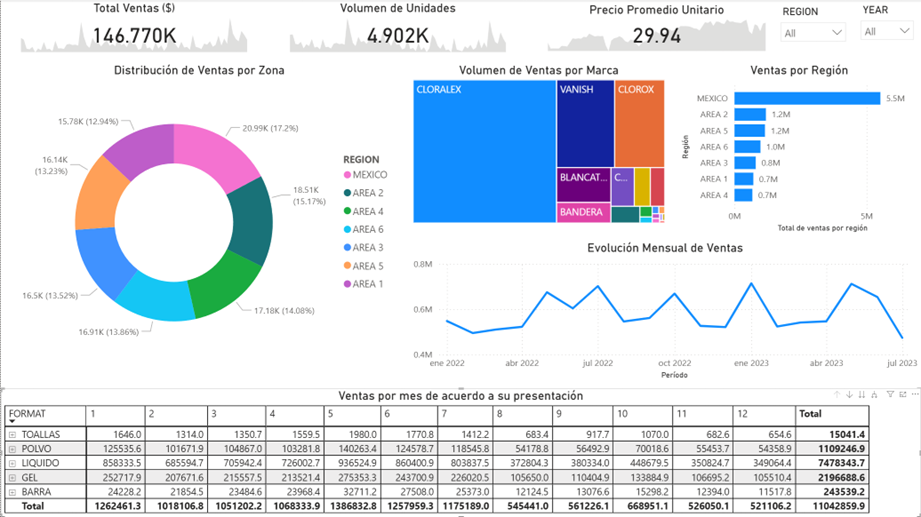 Total Ventas ($)
146.770K
Volumen de Unidades
4.902K
Precio Promedio Unitario
29.94
REGION
All
YEAR
All
Distribución de Ventas por Zona
20.99K (17.2%)
18.51K (15.17%)
17.18K (14.08%)
16.91K (13.86%)
16.5K (13.52%)
16.14K (13.23%)
15.78K (12.94%)
REGION
MEXICO
AREA 2
AREA 4
AREA 6
AREA 3
AREA 5
AREA 1
Volumen de Ventas por Marca
CLORALEX
VANISH
CLOROX
BLANCAT...
C...
BANDERA
Ventas por Región
Región
MEXICO 5.5M
AREA 2 1.2M
AREA 5 1.2M
AREA 6 1.0M
AREA 3 0.8M
AREA 1 0.7M
AREA 4 0.7M
0M 5M
Total de ventas por región
Evolución Mensual de Ventas
0.8M
0.6M
0.4M
ene 2022 abr 2022 jul 2022 oct 2022 ene 2023 abr 2023 jul 2023
Período
Ventas por mes de acuerdo a su presentación
FORMAT 1 2 3 4 5 6 7 8 9 10 11 12 Total
TOALLAS 1646.0 1314.0 1350.7 1559.5 1980.0 1770.8 1412.2 683.4 917.7 1070.0 682.6 654.6 15041.4
POLVO 125535.6 101671.9 104867.0 103281.8 140263.4 124578.7 118545.8 54178.8 56492.9 70018.6 55453.7 54358.9 1109246.9
LIQUIDO 858333.5 685594.7 705942.4 726002.7 936524.9 860400.9 803837.5 372804.3 380334.0 448679.5 350824.7 349064.4 7478343.7
GEL 252717.9 207671.6 215557.5 213521.4 275353.3 243700.9 226020.5 105650.0 110404.9 133884.9 106695.2 105510.4 2196688.6
BARRA 24228.2 21854.5 23484.6 23968.4 32711.2 27508.0 25373.0 12124.5 13076.6 15298.2 12394.0 11517.8 243539.2
Total 1262461.3 1018106.8 1051202.2 1068333.9 1386832.8 1257959.3 1175189.0 545441.0 561226.1 668951.1 526050.1 521106.2 11042859.9